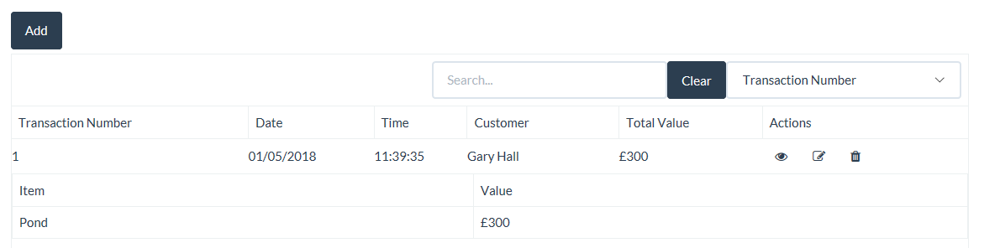 Add
Search... Clear Transaction Number
Transaction Number Date Time Customer Total Value Actions
1 01/05/2018 11:39:35 Gary Hall £300
Item Value
Pond £300